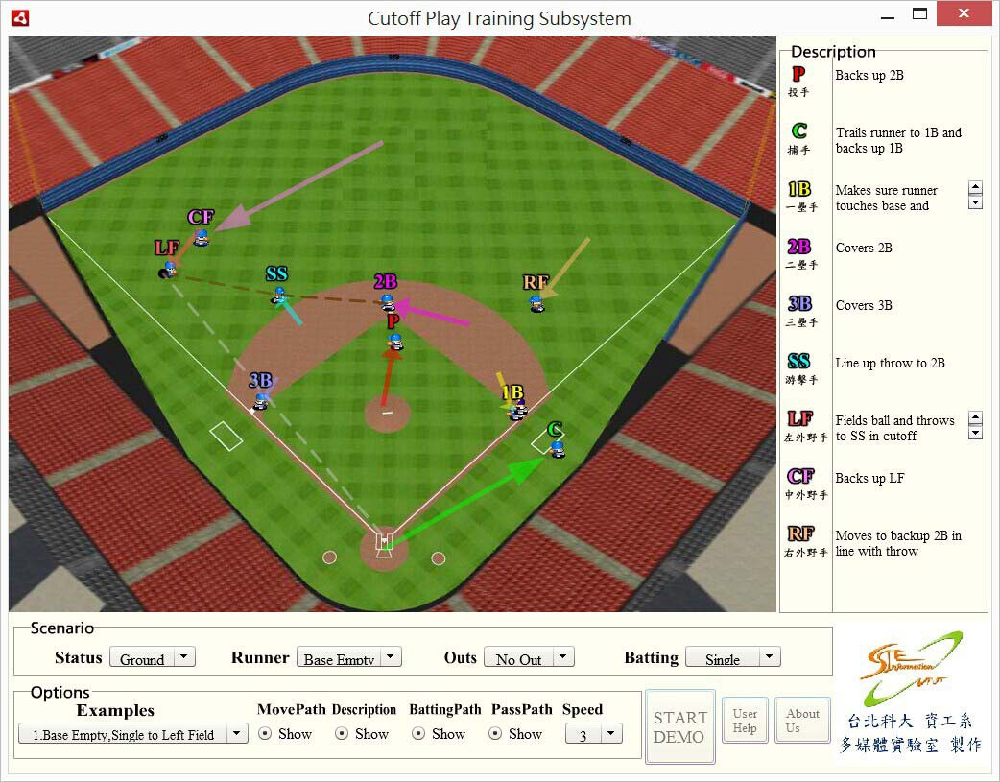 Cutoff Play Training Subsystem
CF
LF
SS
2B
RF
P
3B
1B
C
Description
P
投手
Backs up 2B
C
捕手
Trails runner to 1B and
backs up 1B
1B
一壘手
Makes sure runner
touches base and
2B
二壘手
Covers 2B
3B
三壘手
Covers 3B
SS
游擊手
Line up throw to 2B
LF
左外野手
Fields ball and throws
to SS in cutoff
CF
中外野手
Backs up LF
RF
右外野手
Moves to backup 2B in
line with throw
Scenario
Status Ground Runner Base Empty Outs No Out Batting Single
Options
Examples MovePath Description BattingPath PassPath Speed
1.Base Empty,Single to Left Field Show Show Show Show 3
START
DEMO
User
Help
About
Us
Information
台北科大 資工系
多媒體實驗室 製作